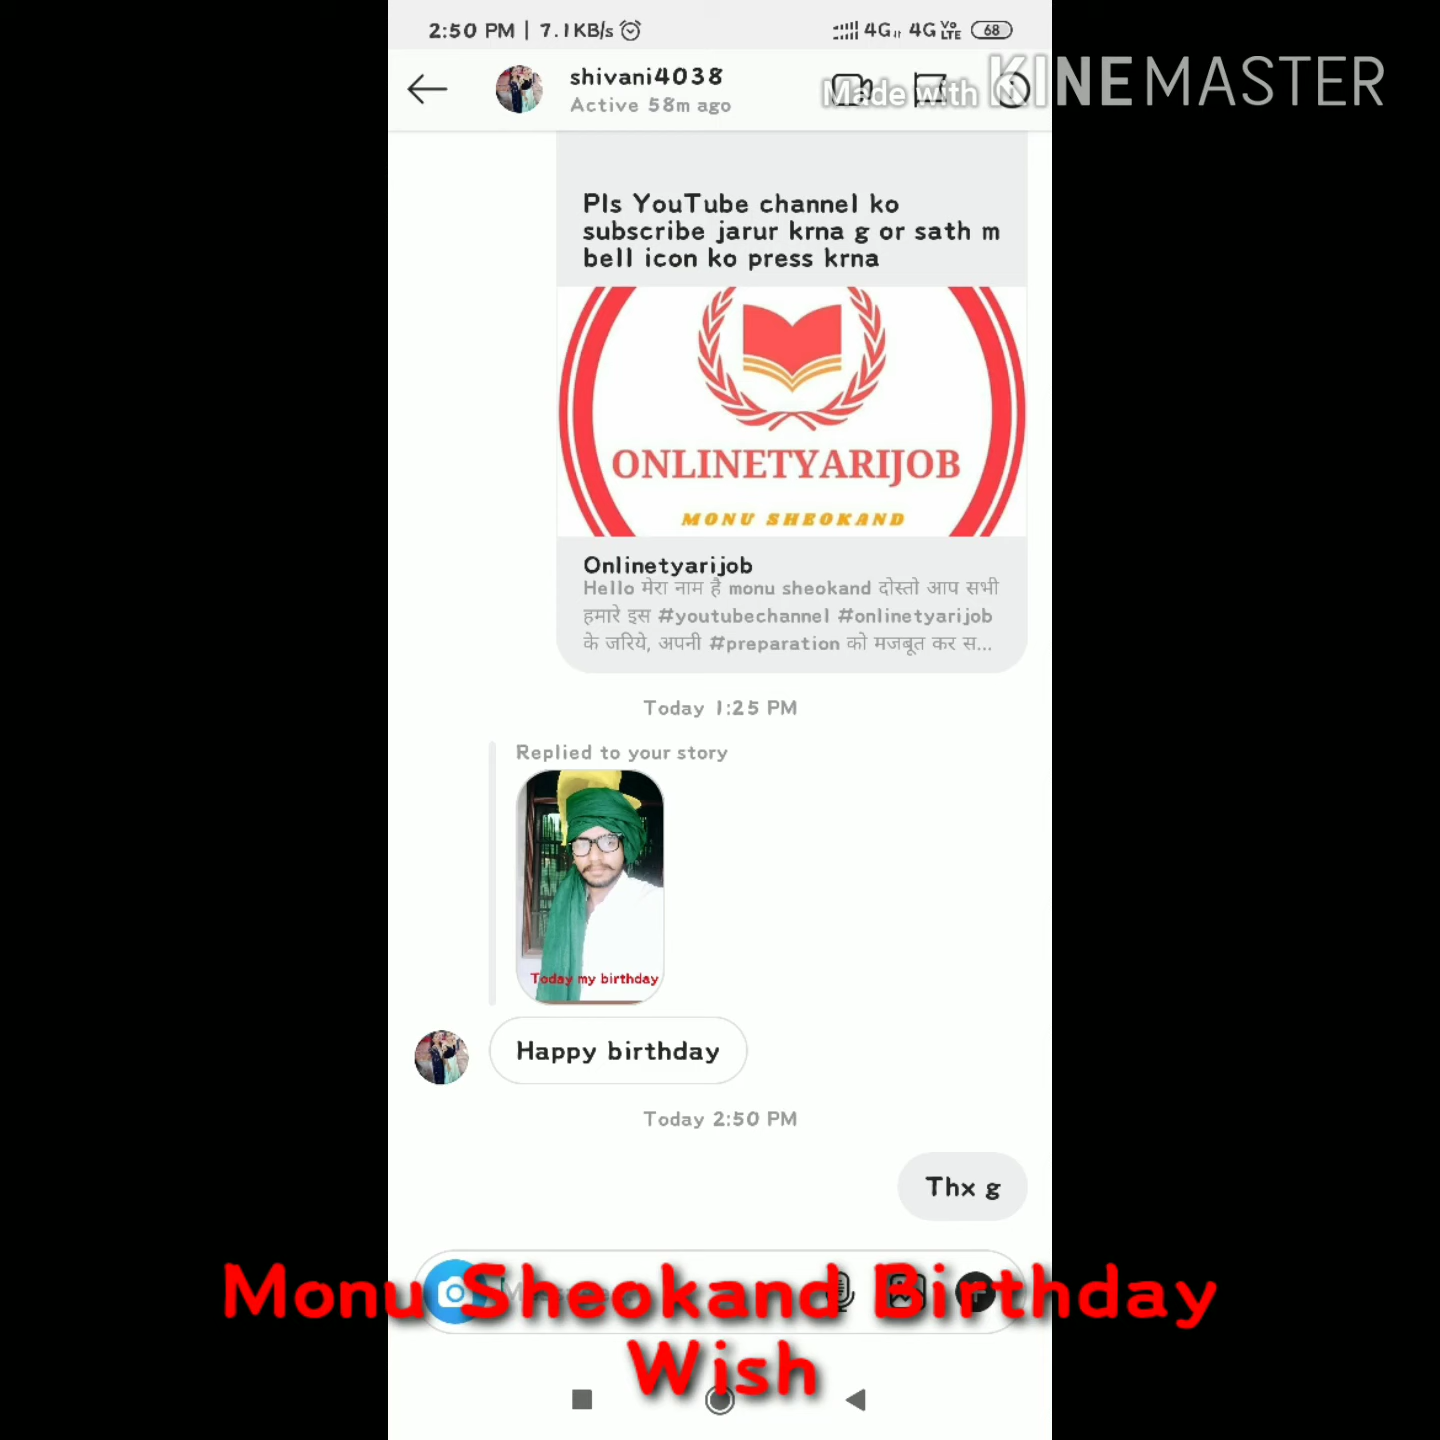 2:50 PM | 7.1KB/s 4G 4G Vo LTE 68
shivani4038
Active 58m ago
Made with KINEMASTER
Pls YouTube channel ko
subscribe jarur krna g or sath m
bell icon ko press krna
ONLINETYARIJOB
MONU SHEOKAND
Onlinetyarijob
Hello मेरा नाम है monu sheokand दोस्तो आप सभी
हमारे इस #youtubechannel #onlinetyarijob
के जरिये, अपनी #preparation को मजबूत कर स...
Today 1:25 PM
Replied to your story
Today my birthday
Happy birthday
Today 2:50 PM
Thx g
Monu Sheokand Birthday
Wish